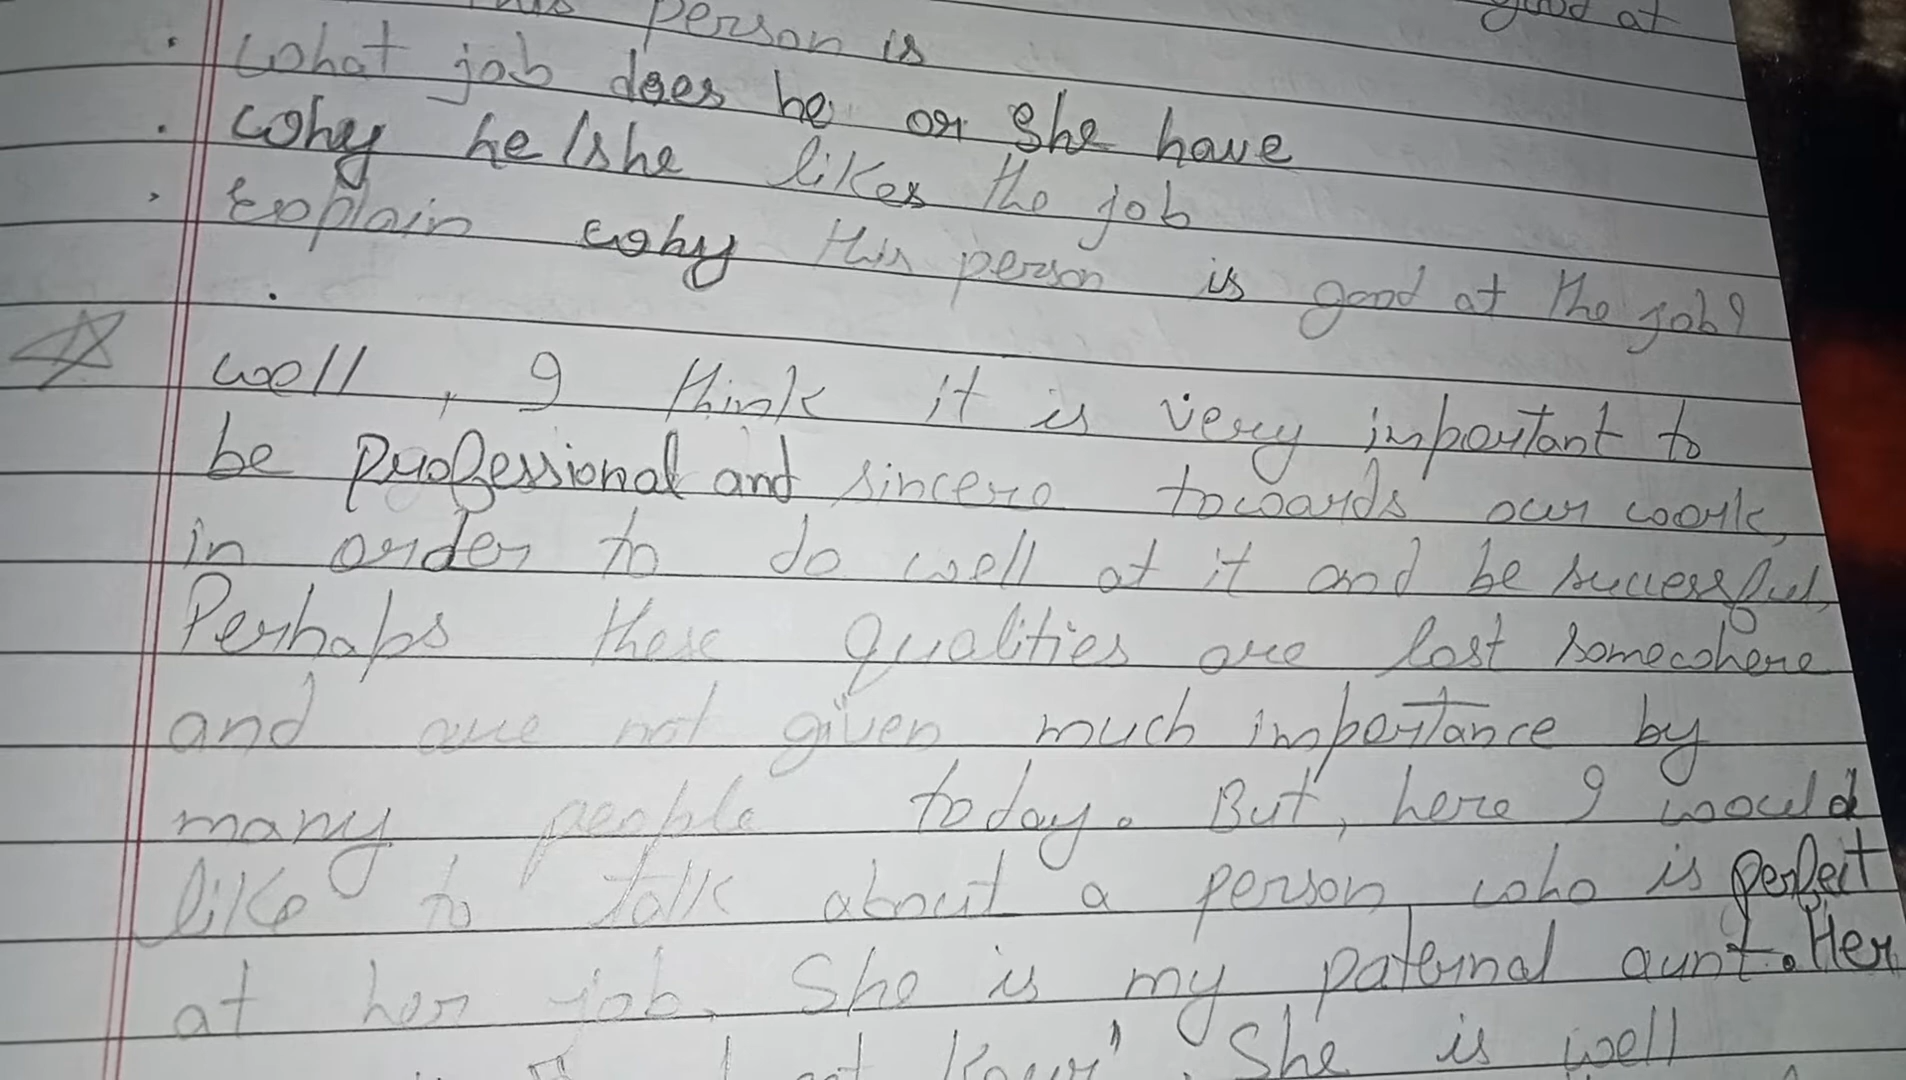 person is good at
. What job does he or she have
. Why he/she likes the job
. Explain why this person is good at the job?
well, I think it is very important to
be professional and sincere towards our work,
in order to do well at it and be successful.
Perhaps these qualities are lost somewhere
and are not given much importance by
many people today. But, here I would
like to talk about a person who is perfect
at her job. She is my paternal aunt. Her
She is well